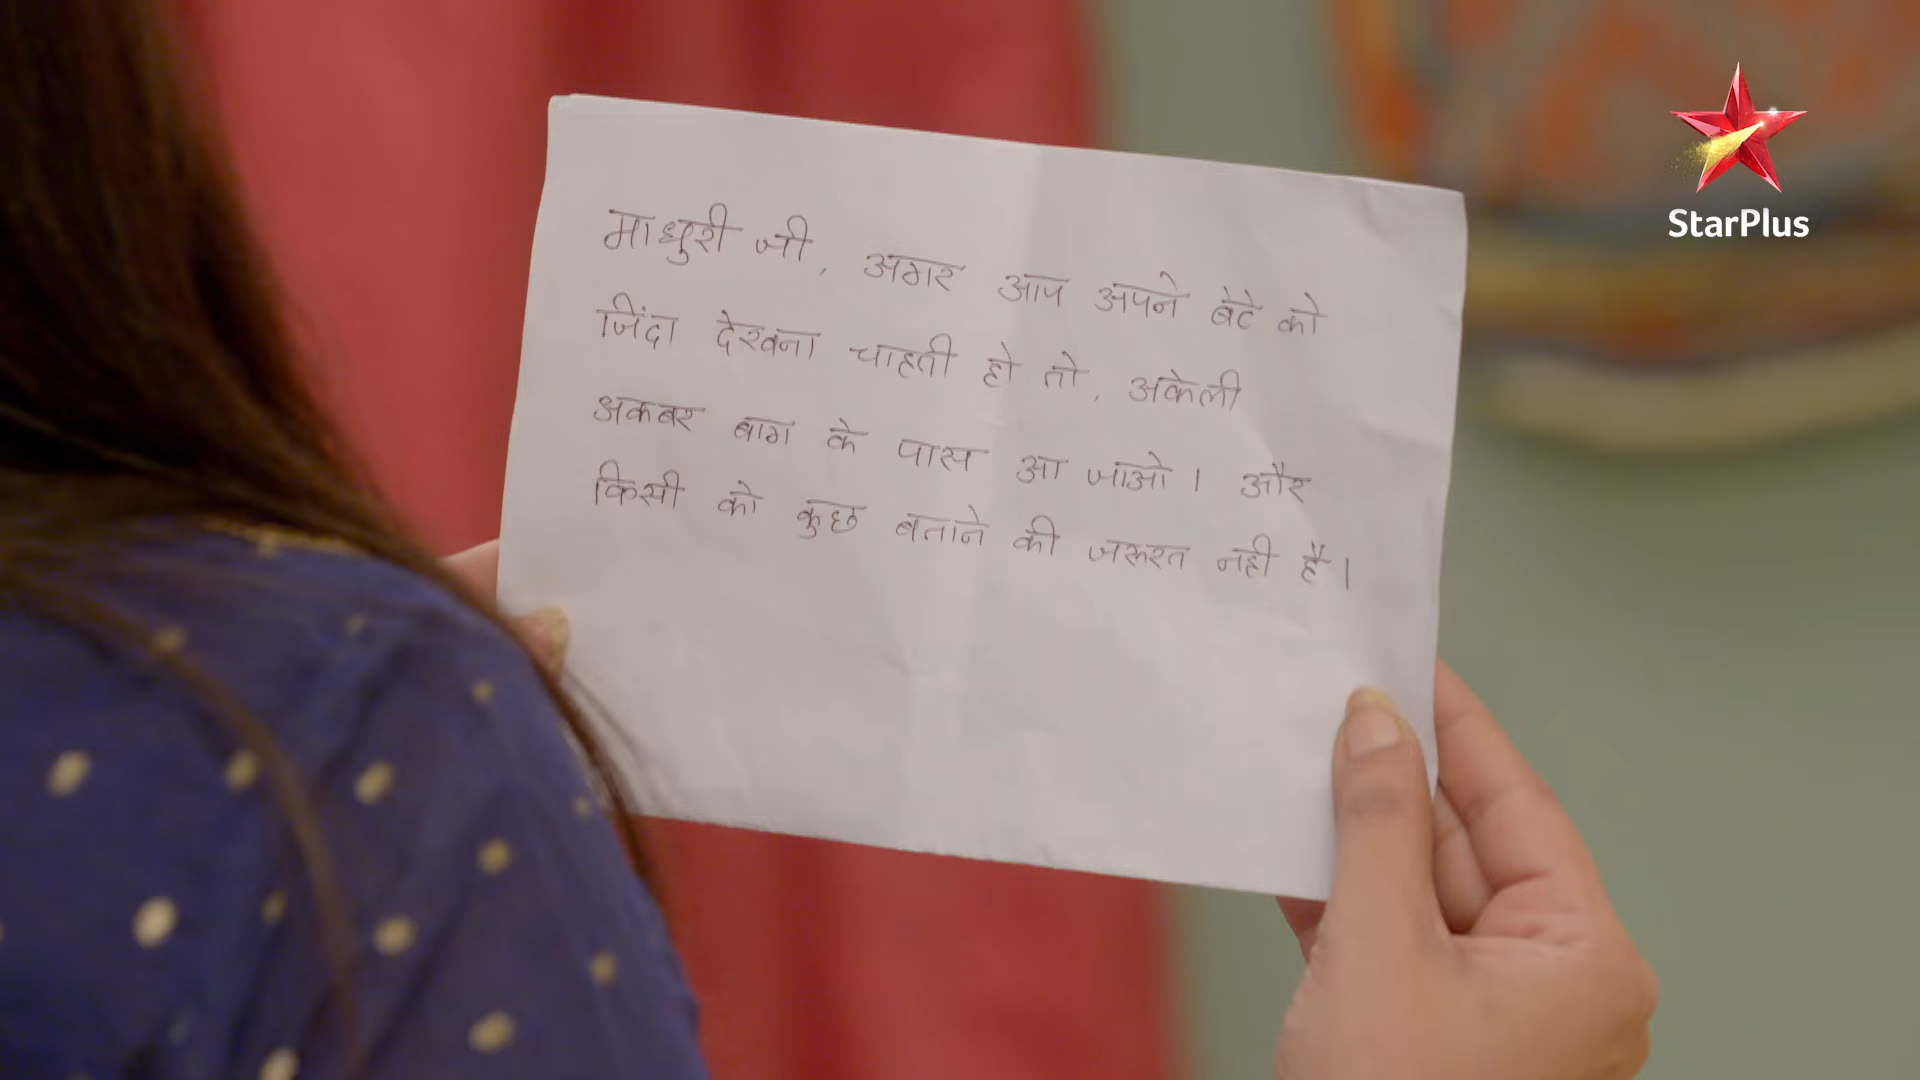 माधुरी जी, अगर आप अपने बेटे को
जिंदा देखना चाहती हो तो, अकेली
अकबर बाग के पास आ जाओ। और
किसी को कुछ बताने की जरूरत नही है।
StarPlus